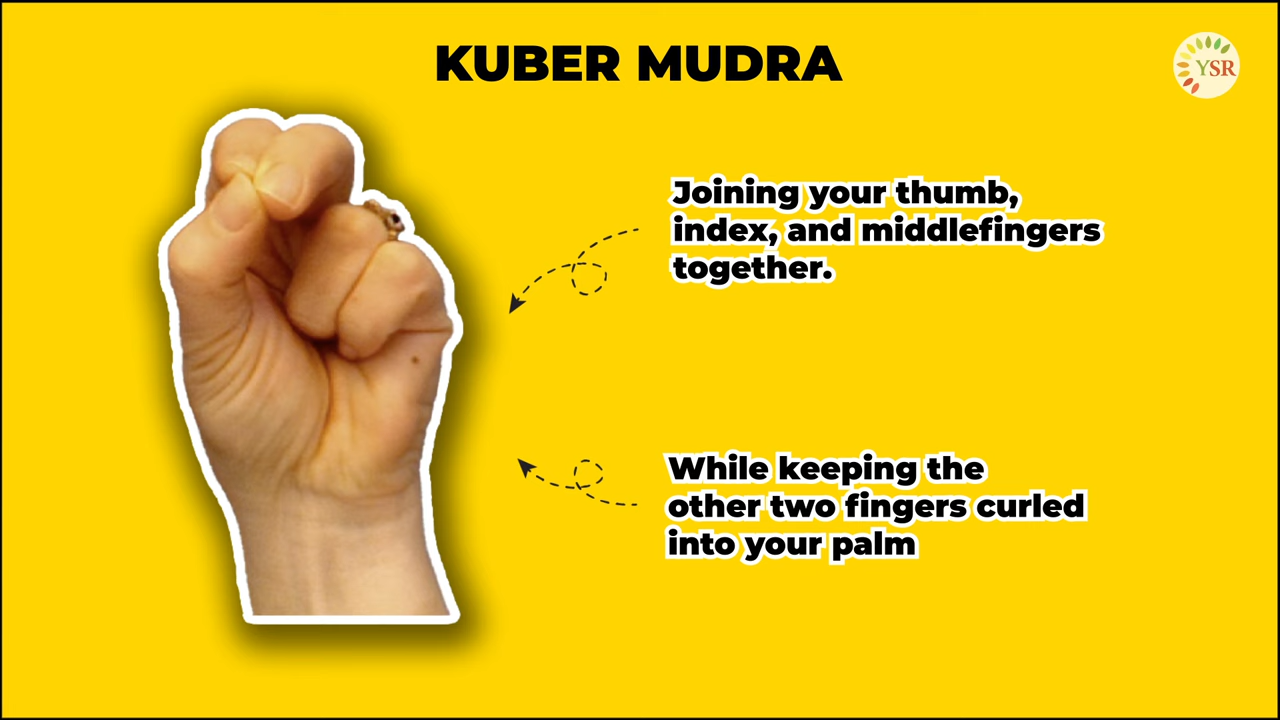 KUBER MUDRA
YSR
Joining your thumb,
index, and middlefingers
together.
While keeping the
other two fingers curled
into your palm